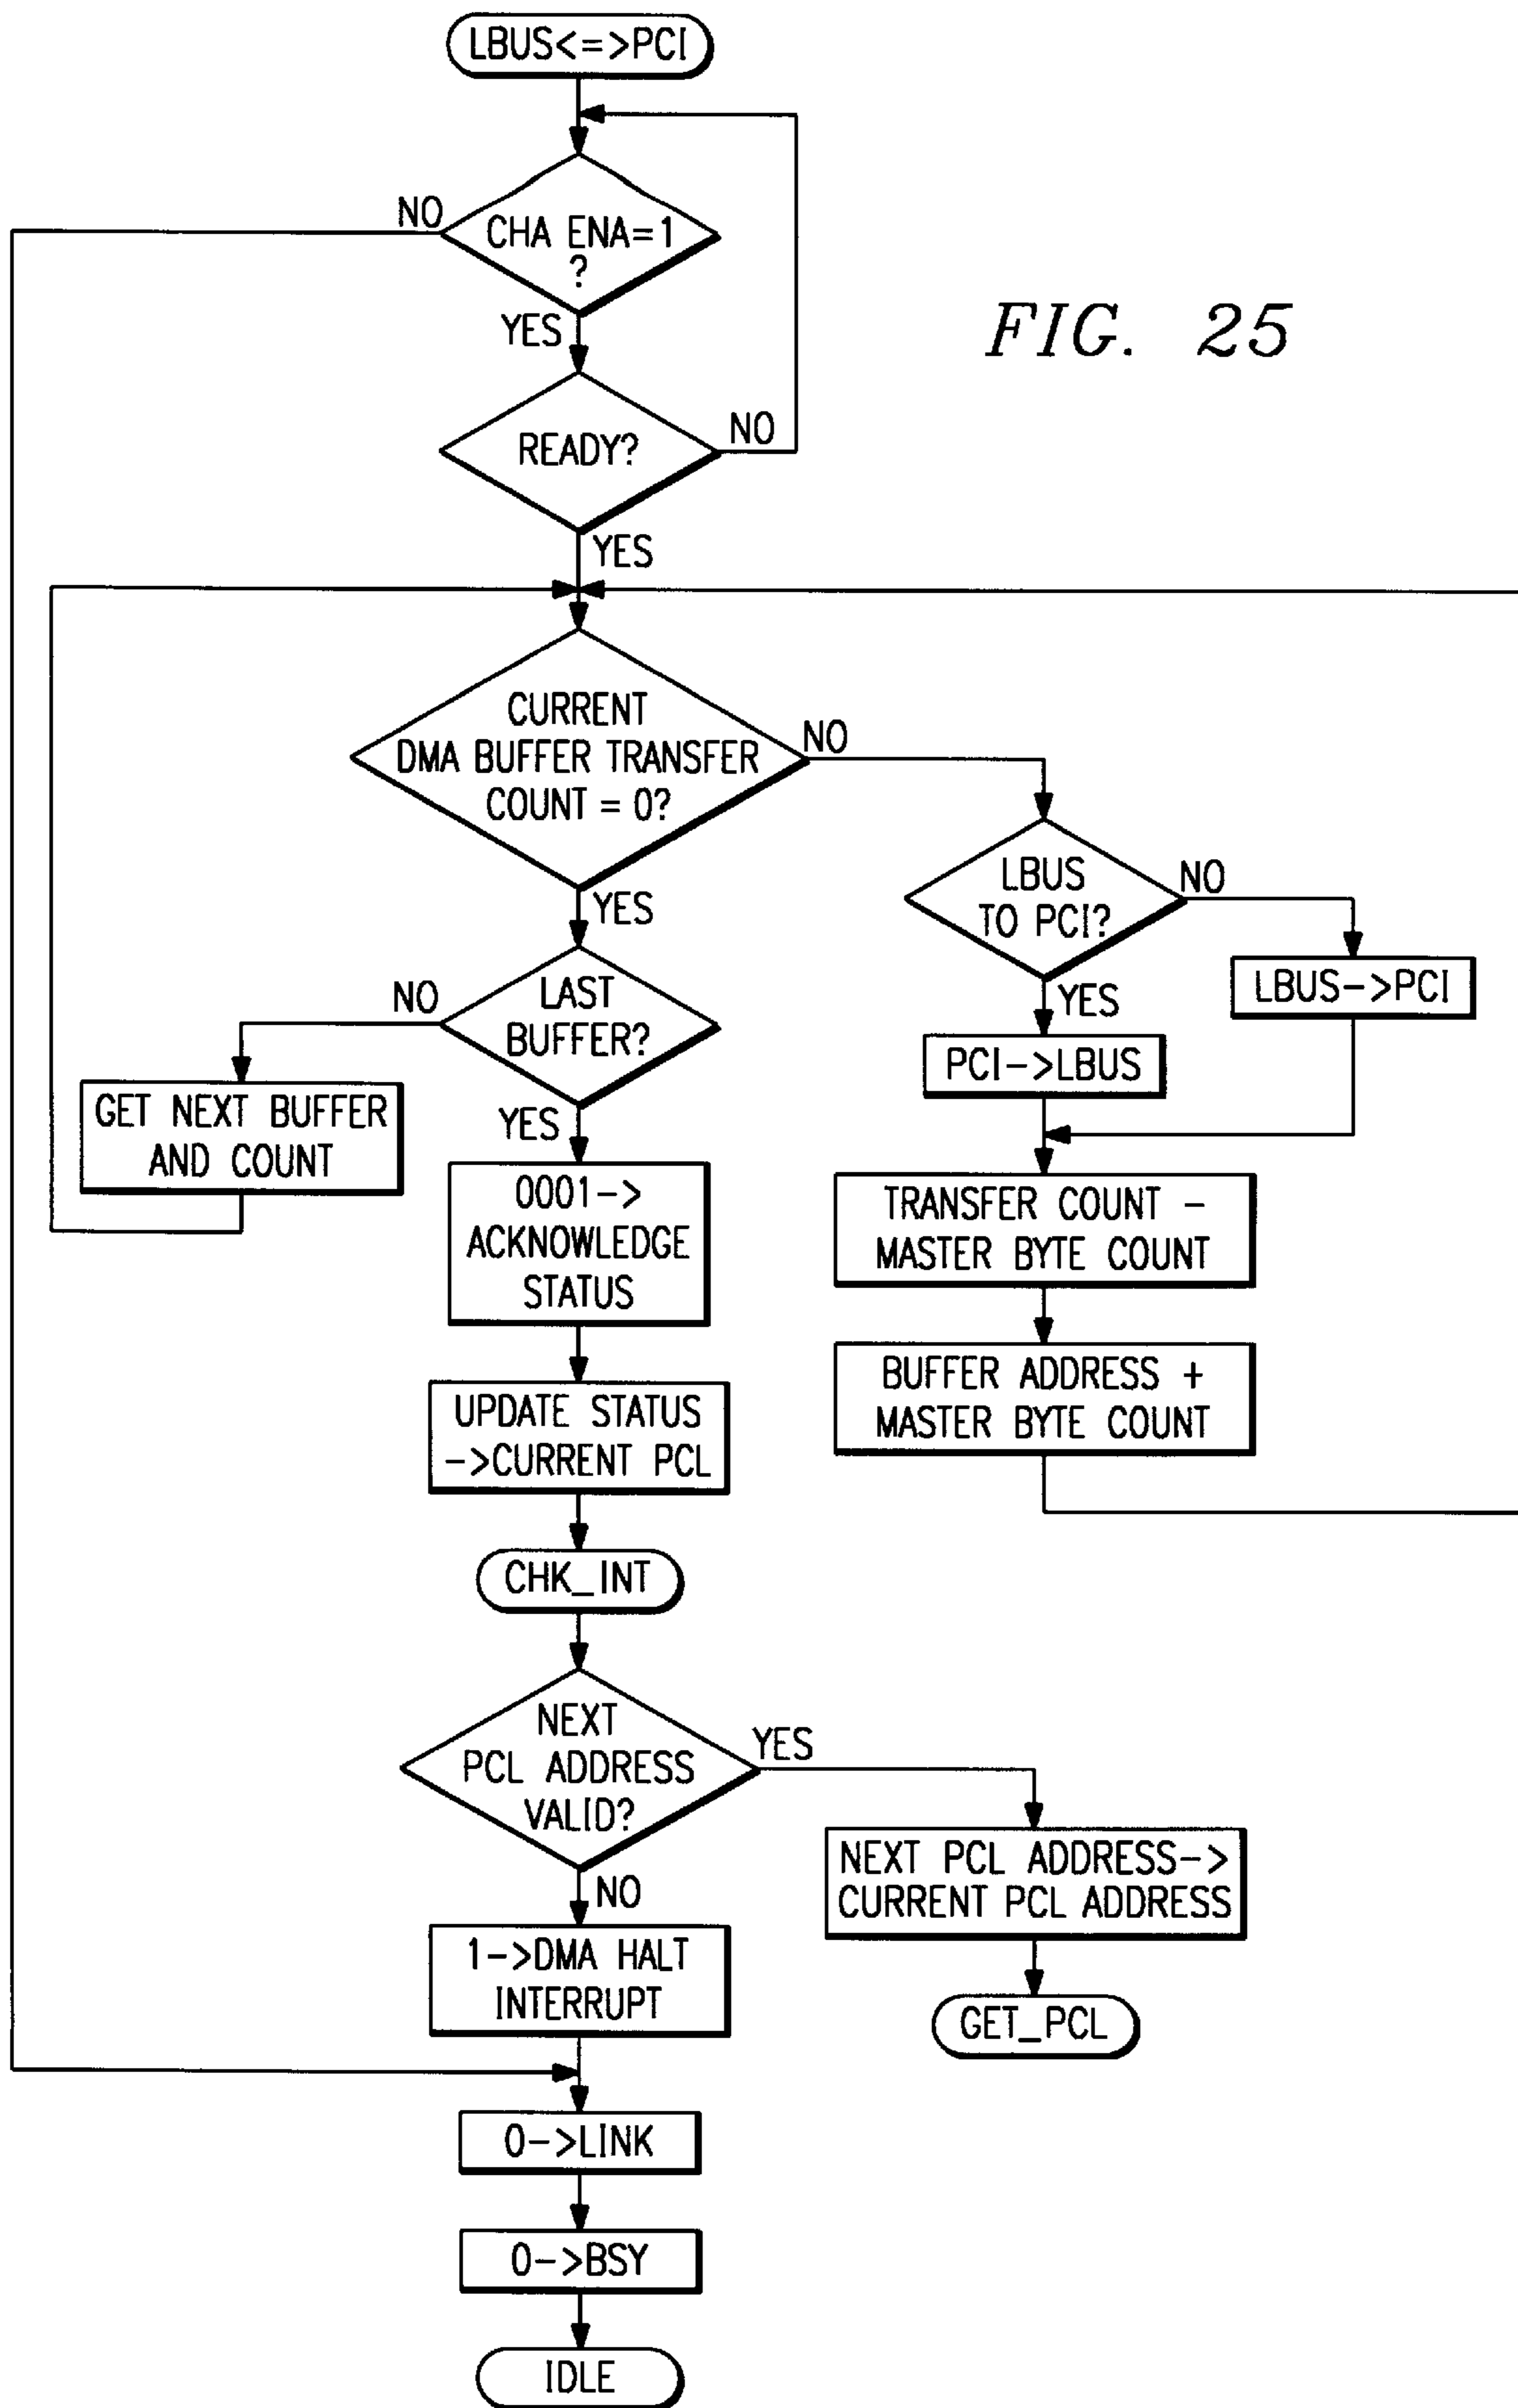 LBUS<=>PCI
NO
CHA ENA=1
?
YES
FIG. 25
READY?
NO
YES
CURRENT
DMA BUFFER TRANSFER
COUNT = 0?
NO
YES
LBUS
TO PCI?
NO
YES
LBUS->PCI
PCI->LBUS
LAST
BUFFER?
NO
YES
GET NEXT BUFFER
AND COUNT
0001->
ACKNOWLEDGE
STATUS
TRANSFER COUNT -
MASTER BYTE COUNT
BUFFER ADDRESS +
MASTER BYTE COUNT
UPDATE STATUS
->CURRENT PCL
CHK_INT
NEXT
PCL ADDRESS
VALID?
YES
NO
NEXT PCL ADDRESS->
CURRENT PCL ADDRESS
GET_PCL
1->DMA HALT
INTERRUPT
0->LINK
0->BSY
IDLE